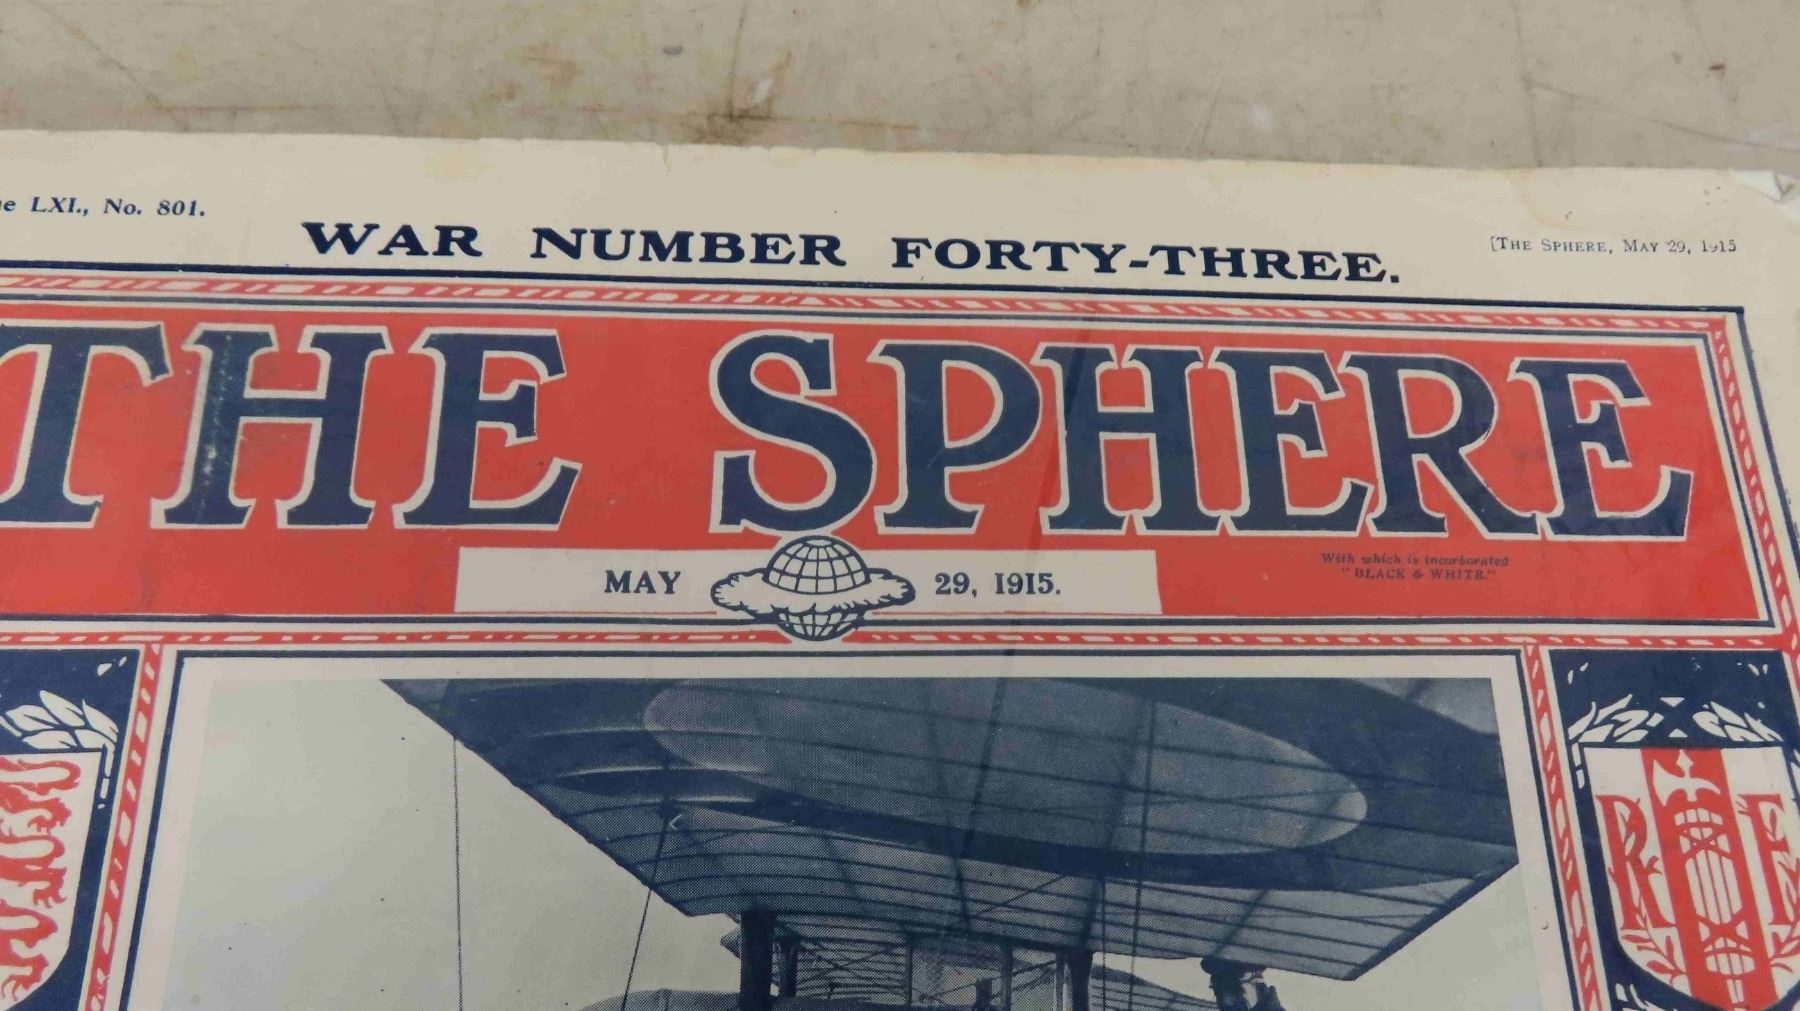 LXI., No. 801.
WAR NUMBER FORTY-THREE.
[THE SPHERE, MAY 29, 1915
THE SPHERE
MAY 29, 1915.
With which is incorporated
"BLACK & WHITE."
R F